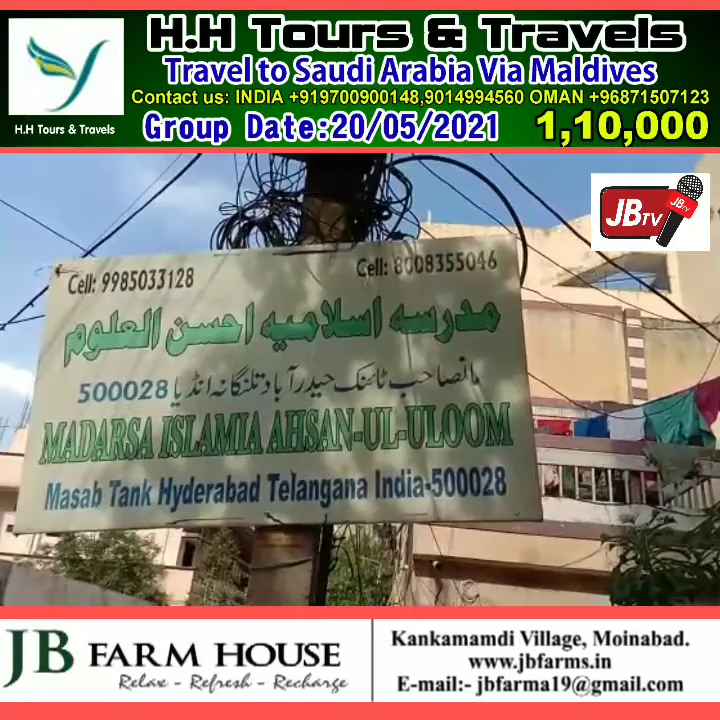 H.H Tours & Travels
Travel to Saudi Arabia Via Maldives
Contact us: INDIA +919700900148,9014994560 OMAN +96871507123
H.H Tours & Travels
Group Date:20/05/2021 1,10,000
JBTV
JBTV
Cell: 9985033128 Cell: 8008355046
مدرسہ اسلامیہ احسن العلوم
مانصاحب ٹانک حیدرآباد تلنگانہ انڈیا 500028
MADARSA ISLAMIA AHSAN-UL-ULOOM
Masab Tank Hyderabad Telangana India-500028
JB FARM HOUSE
Relax - Refresh - Recharge
Kankamamdi Village, Moinabad.
www.jbfarms.in
E-mail:- jbfarma19@gmail.com